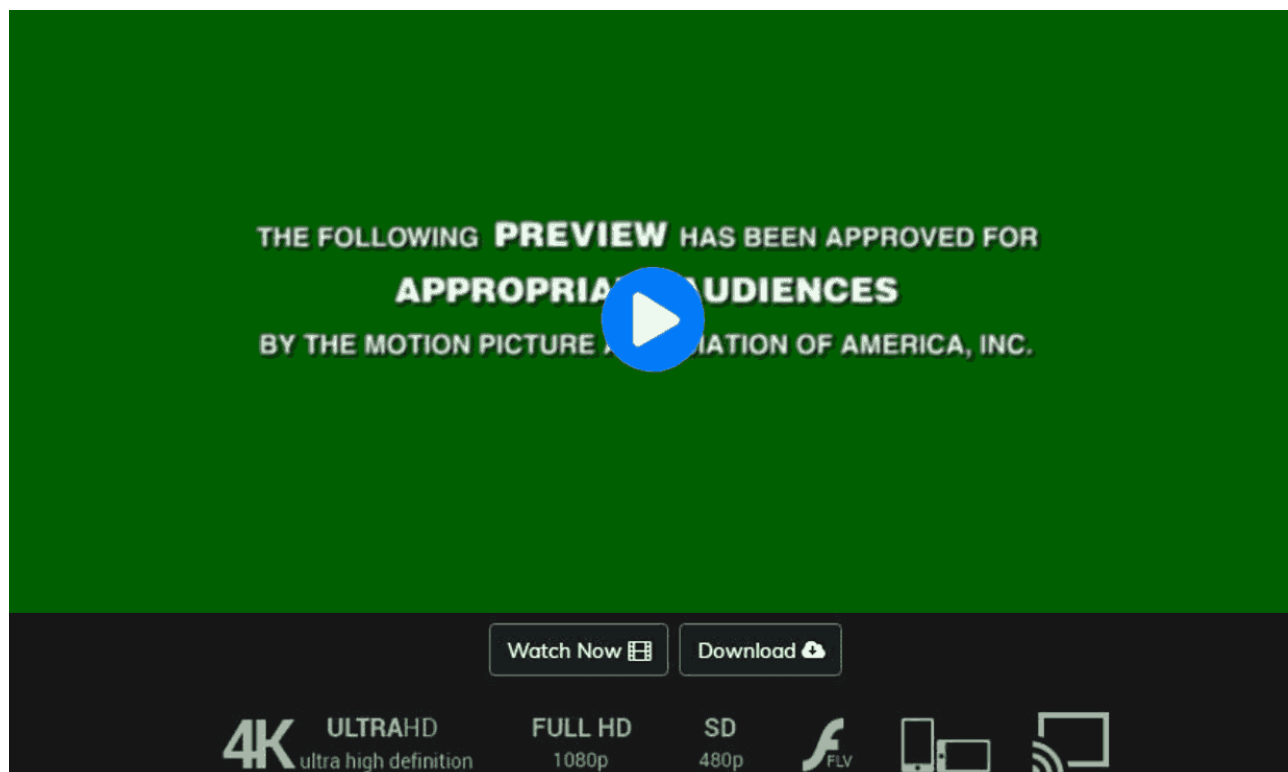 THE FOLLOWING PREVIEW HAS BEEN APPROVED FOR
APPROPRIA AUDIENCES
BY THE MOTION PICTURE A IATION OF AMERICA, INC.
Watch Now
Download
4K ULTRAHD
ultra high definition
FULL HD
1080p
SD
480p
FLV